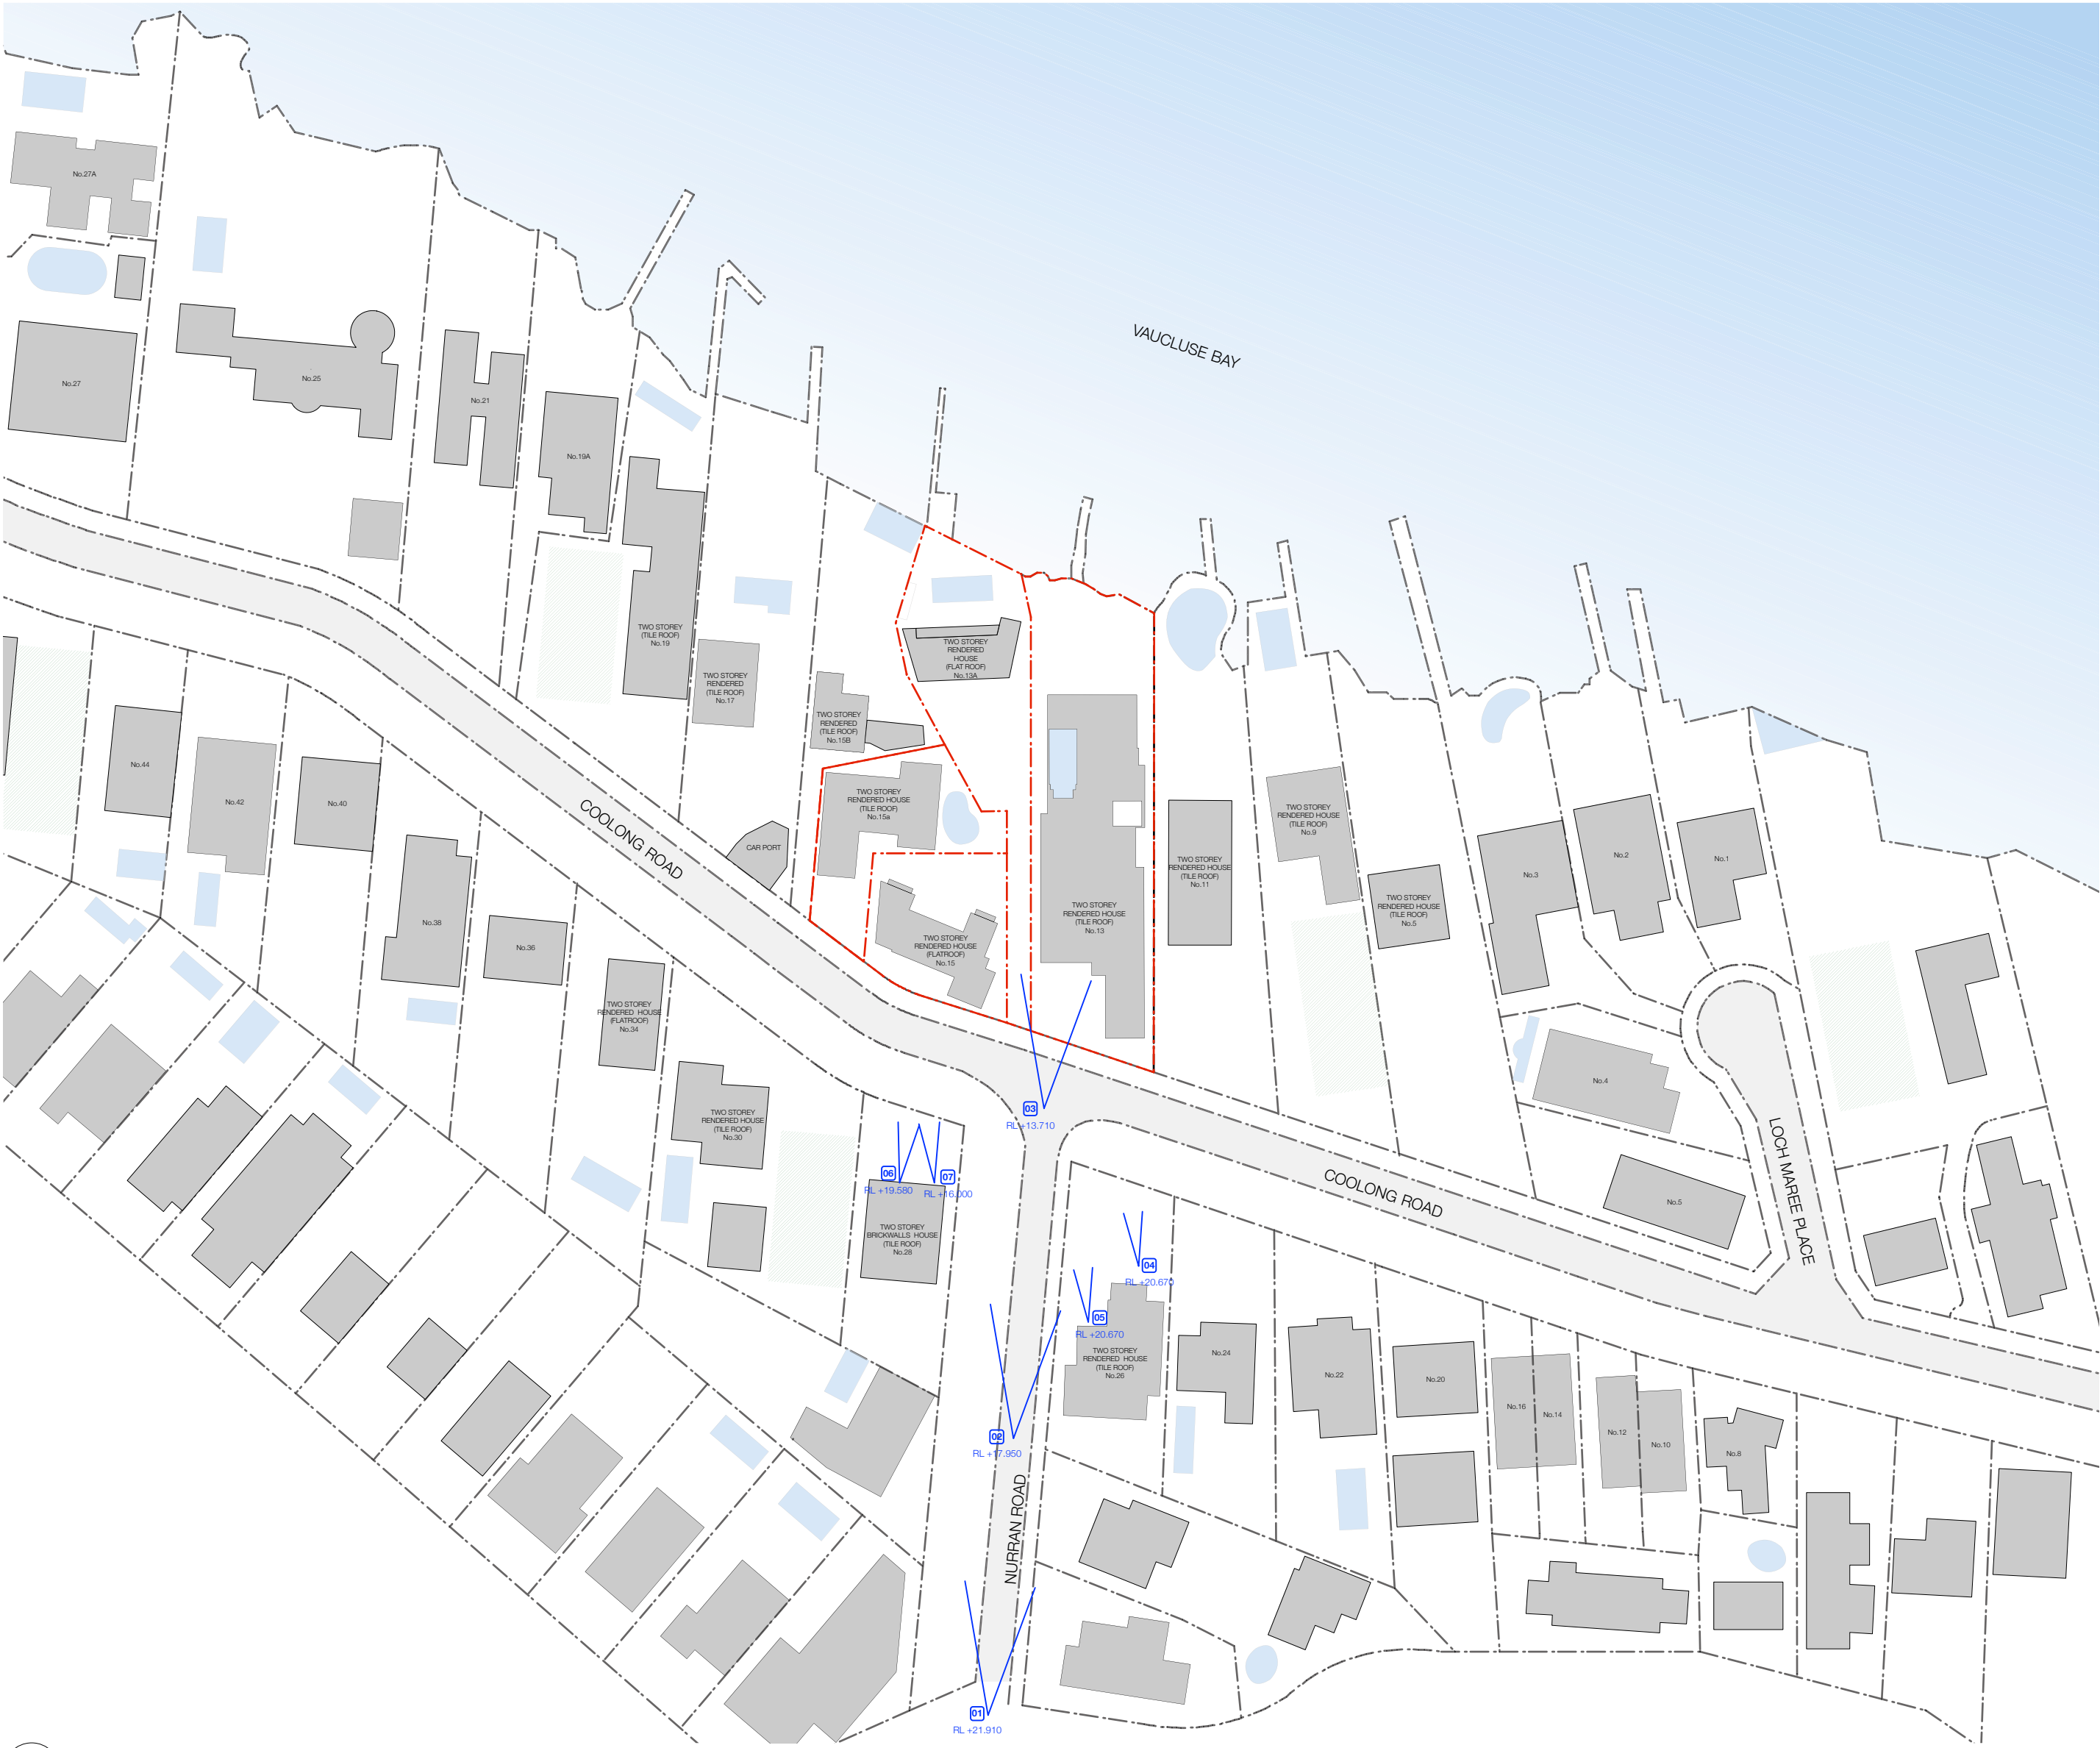 No.27A
VAUCLUSE BAY
No.27
No.25
No.21
No.19A
TWO STOREY
(TILE ROOF)
No.19
TWO STOREY
RENDERED
(TILE ROOF)
No.17
TWO STOREY
RENDERED
(TILE ROOF)
No.15B
TWO STOREY
RENDERED
HOUSE
(FLAT ROOF)
No.13A
No.44
No.42
No.40
COOLONG ROAD
CAR PORT
TWO STOREY
RENDERED HOUSE
(TILE ROOF)
No.15a
TWO STOREY
RENDERED HOUSE
(TILE ROOF)
No.11
TWO STOREY
RENDERED HOUSE
(TILE ROOF)
No.9
TWO STOREY
RENDERED HOUSE
(TILE ROOF)
No.5
No.3
No.2
No.1
No.38
No.36
TWO STOREY
RENDERED HOUSE
(FLATROOF)
No.15
TWO STOREY
RENDERED HOUSE
(TILE ROOF)
No.13
TWO STOREY
RENDERED HOUSE
(FLATROOF)
No.34
No.4
03
RL +13.710
TWO STOREY
RENDERED HOUSE
(TILE ROOF)
No.30
06
RL +19.580
07
RL +16.000
COOLONG ROAD
No.5
LOCH MAREE PLACE
TWO STOREY
BRICKWALLS HOUSE
(TILE ROOF)
No.28
04
RL +20.670
05
RL +20.670
TWO STOREY
RENDERED HOUSE
(TILE ROOF)
No.26
No.24
No.22
No.20
No.16
No.14
No.12
No.10
No.8
02
RL +17.950
NURRAN ROAD
01
RL +21.910